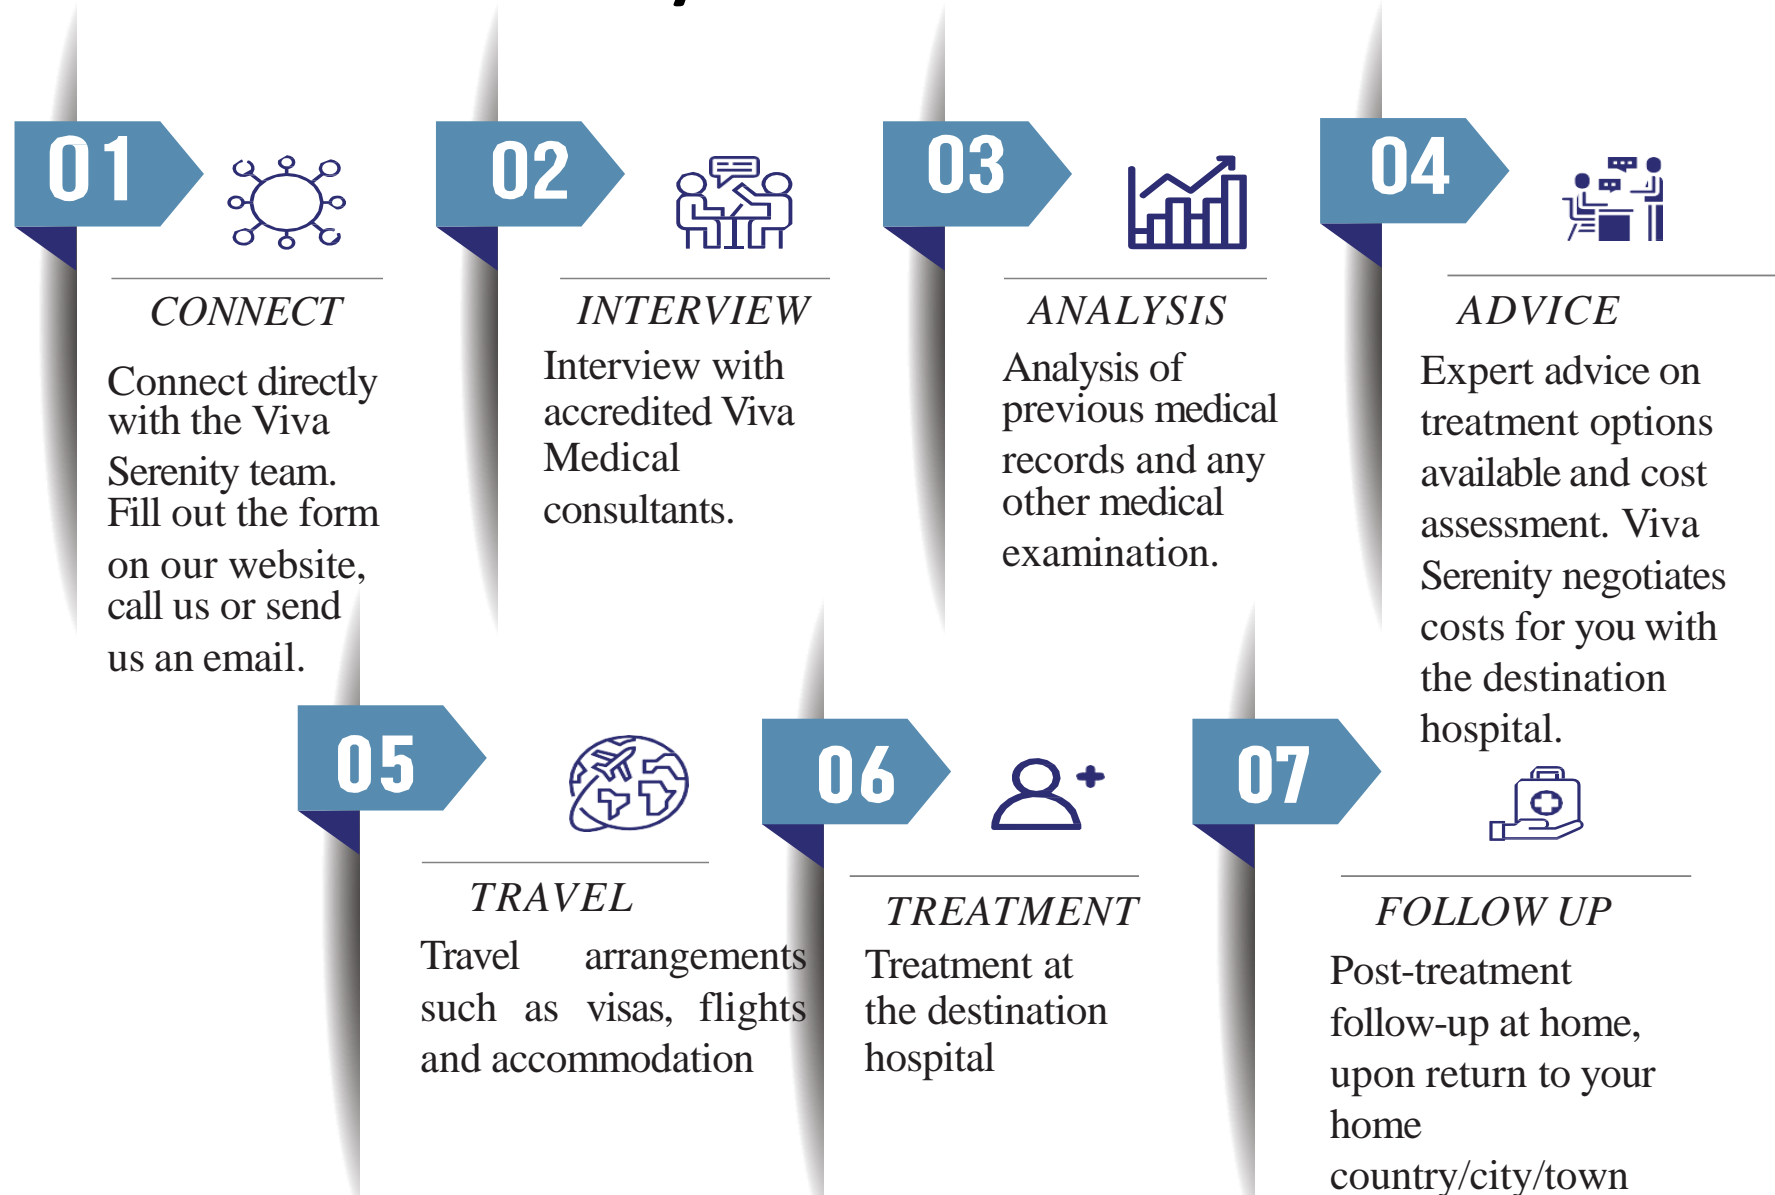 01
CONNECT
Connect directly
with the Viva
Serenity team.
Fill out the form
on our website,
call us or send
us an email.
02
INTERVIEW
Interview with
accredited Viva
Medical
consultants.
03
ANALYSIS
Analysis of
previous medical
records and any
other medical
examination.
04
ADVICE
Expert advice on
treatment options
available and cost
assessment. Viva
Serenity negotiates
costs for you with
the destination
hospital.
05
TRAVEL
Travel arrangements
such as visas, flights
and accommodation
06
TREATMENT
Treatment at
the destination
hospital
07
FOLLOW UP
Post-treatment
follow-up at home,
upon return to your
home
country/city/town